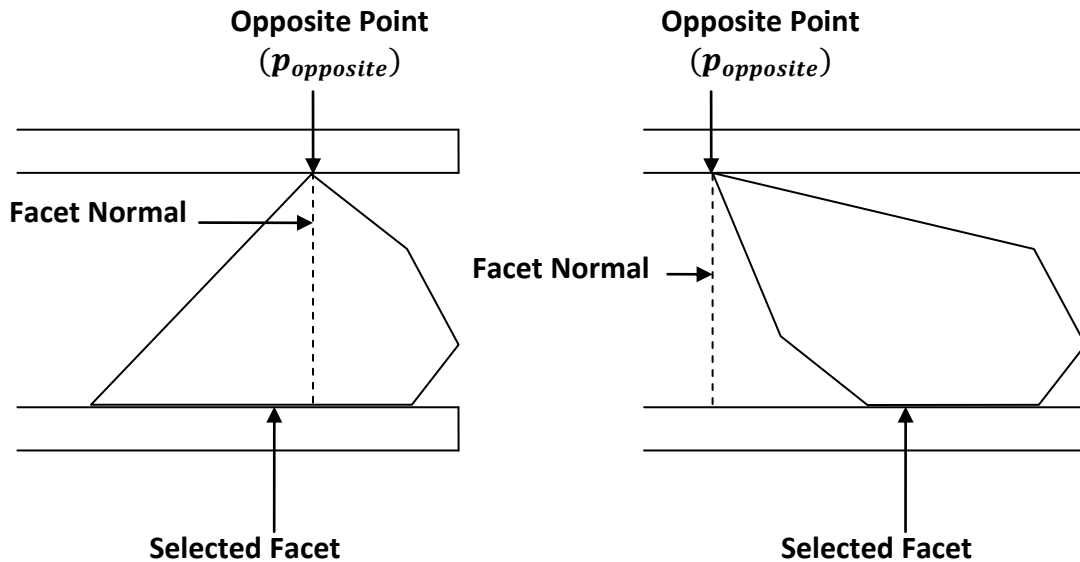 Opposite Point
(p_opposite)
Facet Normal
Selected Facet
Opposite Point
(p_opposite)
Facet Normal
Selected Facet